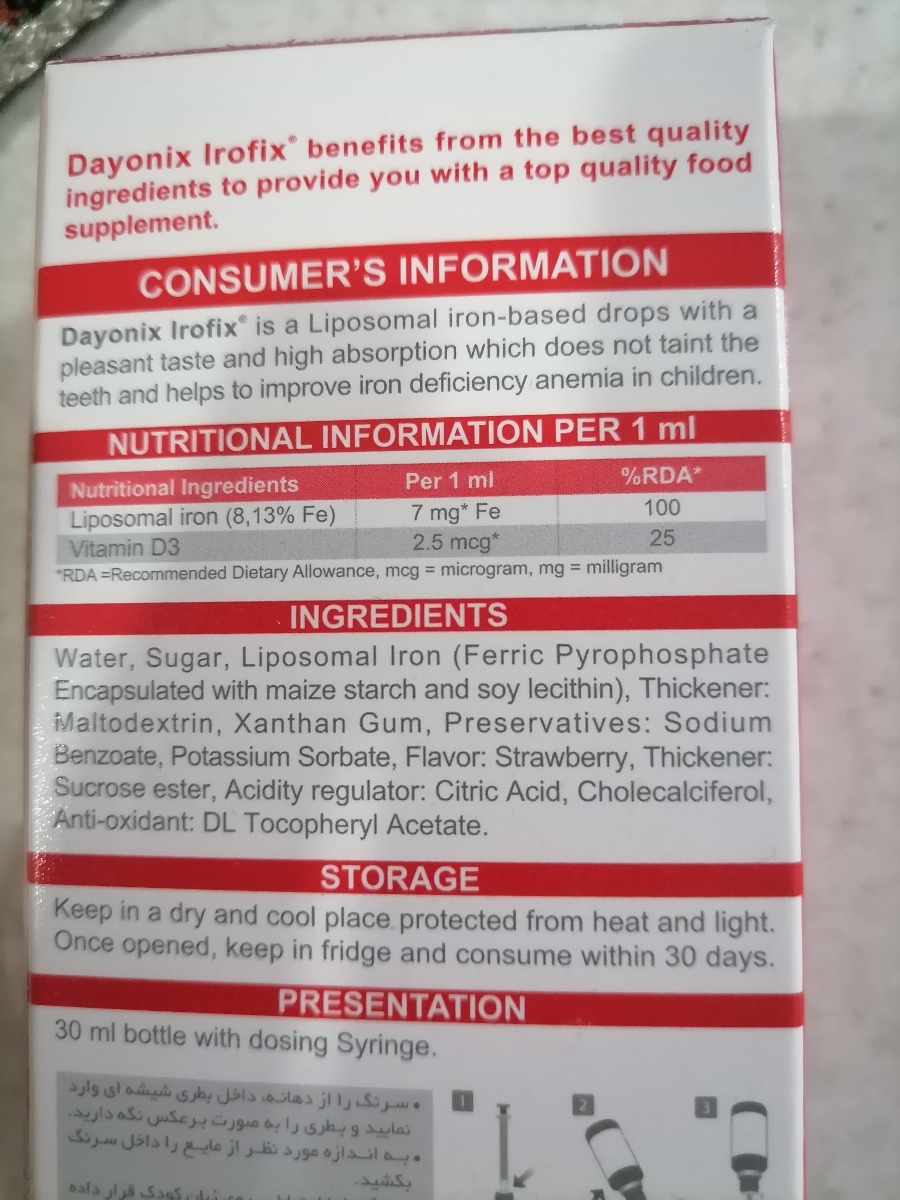 Dayonix Irofix® benefits from the best quality
ingredients to provide you with a top quality food
supplement.
CONSUMER'S INFORMATION
Dayonix Irofix® is a Liposomal iron-based drops with a
pleasant taste and high absorption which does not taint the
teeth and helps to improve iron deficiency anemia in children.
NUTRITIONAL INFORMATION PER 1 ml
Nutritional Ingredients Per 1 ml %RDA*
Liposomal iron (8,13% Fe) 7 mg* Fe 100
Vitamin D3 2.5 mcg* 25
*RDA =Recommended Dietary Allowance, mcg = microgram, mg = milligram
INGREDIENTS
Water, Sugar, Liposomal Iron (Ferric Pyrophosphate
Encapsulated with maize starch and soy lecithin), Thickener:
Maltodextrin, Xanthan Gum, Preservatives: Sodium
Benzoate, Potassium Sorbate, Flavor: Strawberry, Thickener:
Sucrose ester, Acidity regulator: Citric Acid, Cholecalciferol,
Anti-oxidant: DL Tocopheryl Acetate.
STORAGE
Keep in a dry and cool place protected from heat and light.
Once opened, keep in fridge and consume within 30 days.
PRESENTATION
30 ml bottle with dosing Syringe.
• سرنگ را از دهانه، داخل بطری شیشه ای وارد
نمایید و بطری را به صورت برعکس نگه دارید.
• به اندازه مورد نظر از مایع را داخل سرنگ
بکشید.
زبان کودک قرار داده
1 2 3